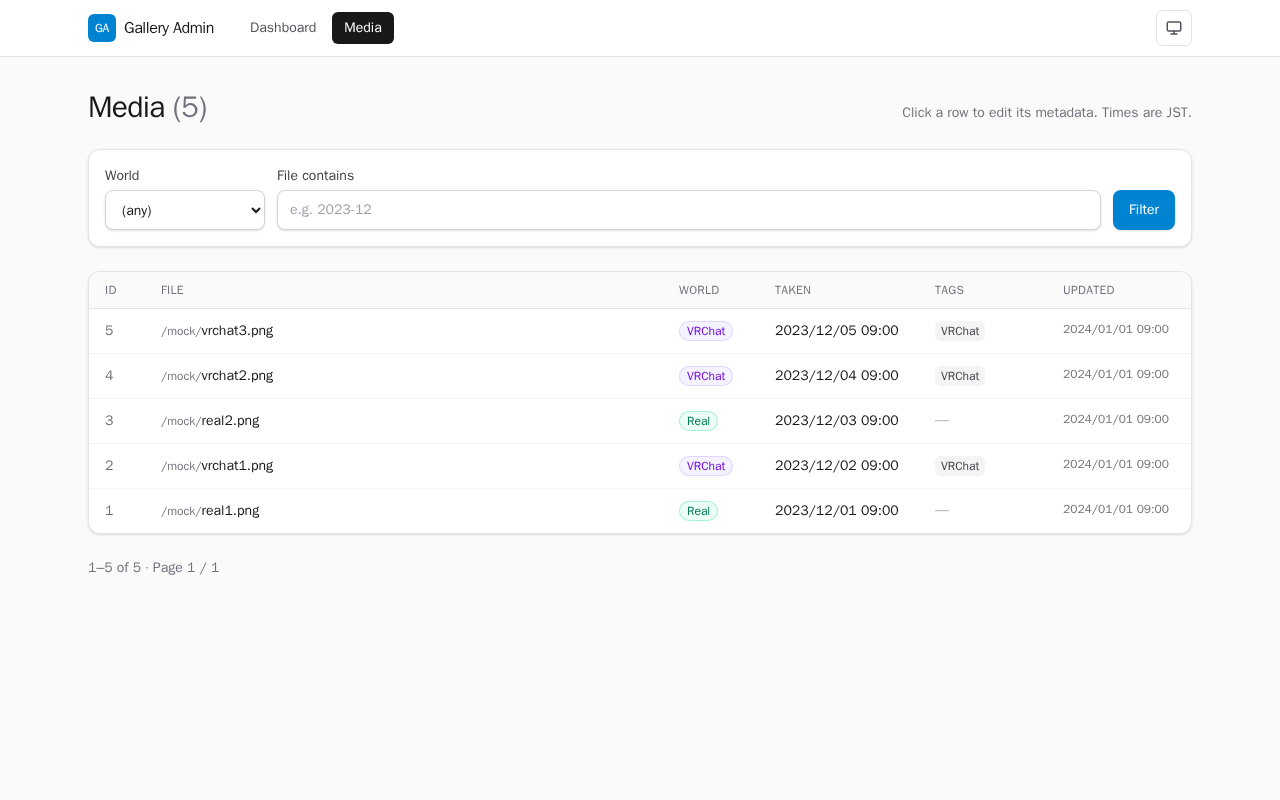 GA Gallery Admin Dashboard Media
Media (5)
Click a row to edit its metadata. Times are JST.
World File contains
(any) e.g. 2023-12 Filter
ID FILE WORLD TAKEN TAGS UPDATED
5 /mock/vrchat3.png VRChat 2023/12/05 09:00 VRChat 2024/01/01 09:00
4 /mock/vrchat2.png VRChat 2023/12/04 09:00 VRChat 2024/01/01 09:00
3 /mock/real2.png Real 2023/12/03 09:00 — 2024/01/01 09:00
2 /mock/vrchat1.png VRChat 2023/12/02 09:00 VRChat 2024/01/01 09:00
1 /mock/real1.png Real 2023/12/01 09:00 — 2024/01/01 09:00
1–5 of 5 · Page 1 / 1